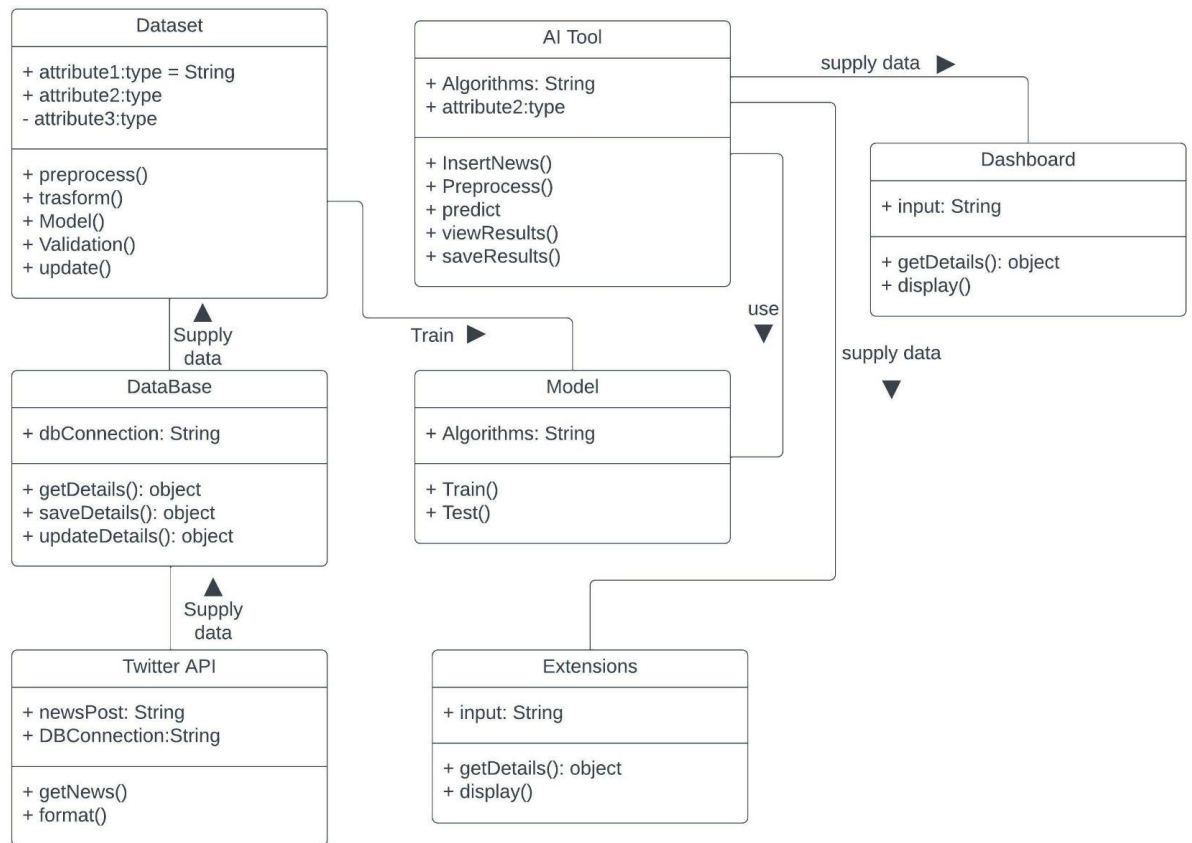 Dataset
+ attribute1:type = String
+ attribute2:type
- attribute3:type
+ preprocess()
+ trasform()
+ Model()
+ Validation()
+ update()
Supply
data
DataBase
+ dbConnection: String
+ getDetails(): object
+ saveDetails(): object
+ updateDetails(): object
Supply
data
Twitter API
+ newsPost: String
+ DBConnection:String
+ getNews()
+ format()
AI Tool
+ Algorithms: String
+ attribute2:type
+ InsertNews()
+ Preprocess()
+ predict
+ viewResults()
+ saveResults()
Train
use
Model
+ Algorithms: String
+ Train()
+ Test()
Extensions
+ input: String
+ getDetails(): object
+ display()
supply data
Dashboard
+ input: String
+ getDetails(): object
+ display()
supply data